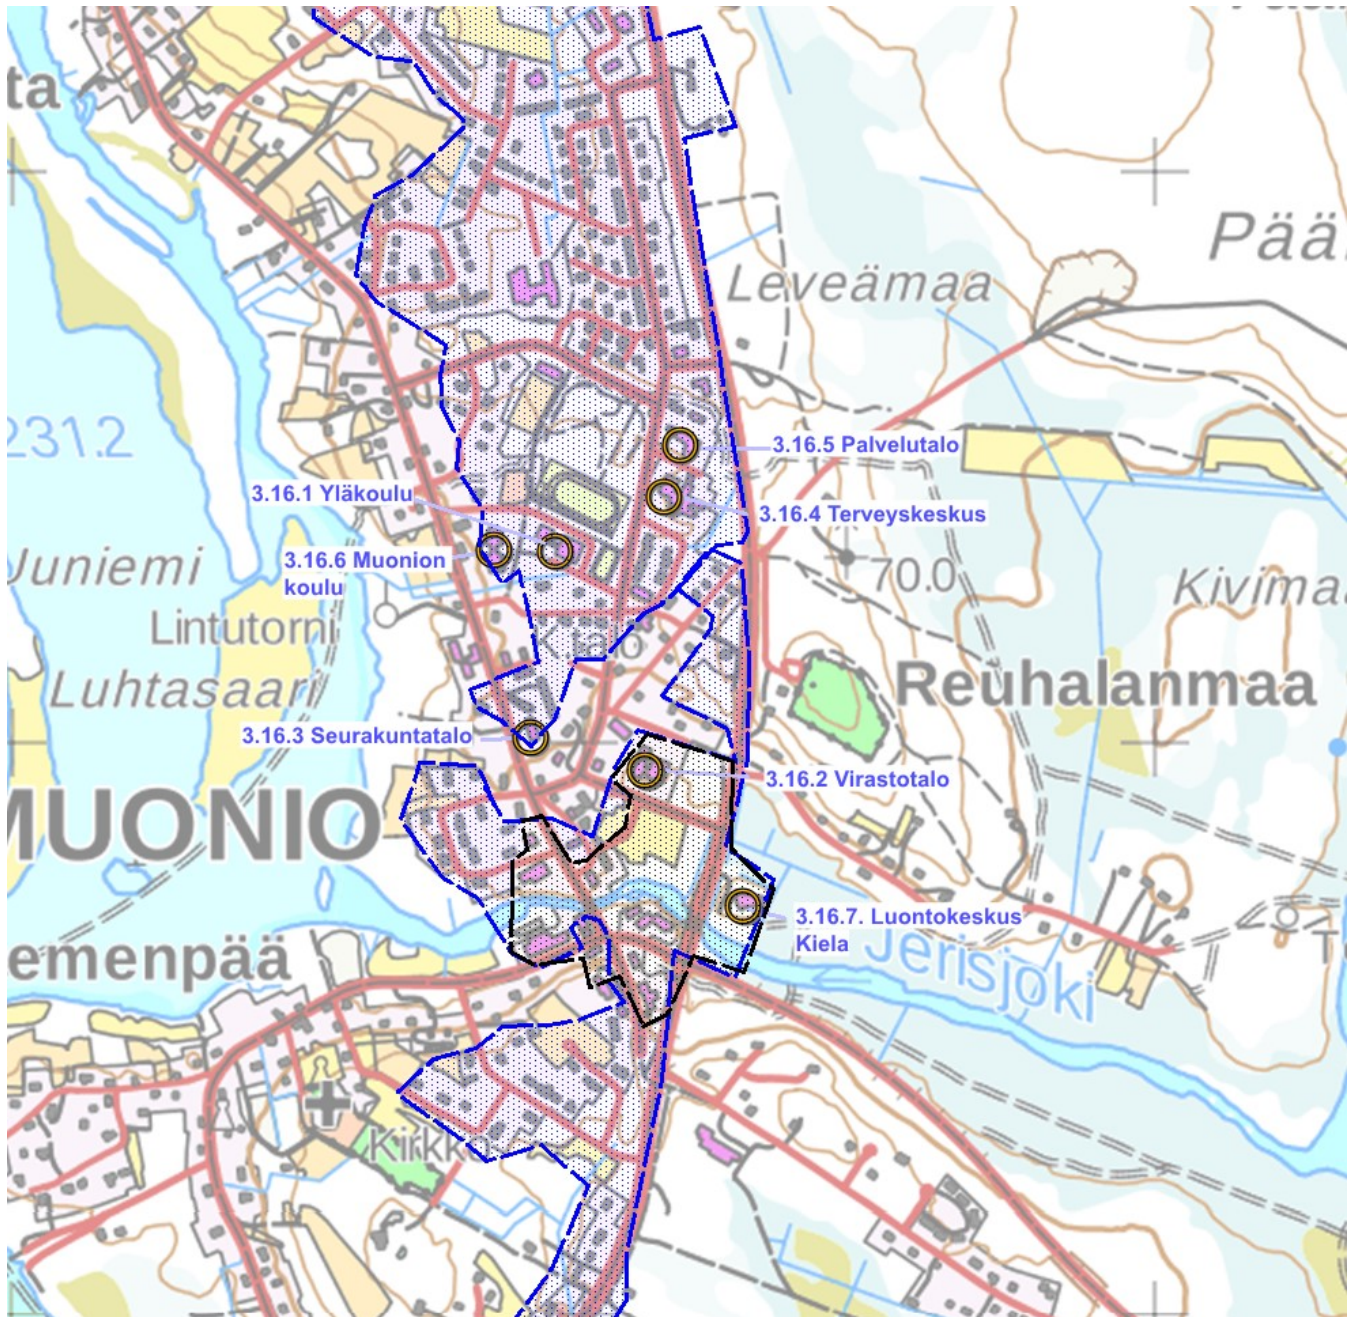 ta
Leveämaa
Pää
231.2
3.16.5 Palvelutalo
3.16.1 Yläkoulu
3.16.4 Terveyskeskus
3.16.6 Muonion
koulu
Juniemi
70.0
Kivimaa
Lintutorni
Luhtasaari
Reuhalanmaa
3.16.3 Seurakuntatalo
3.16.2 Virastotalo
MUONIO
3.16.7. Luontokeskus
Kiela
emenpää
Jerisjoki
Kirkko